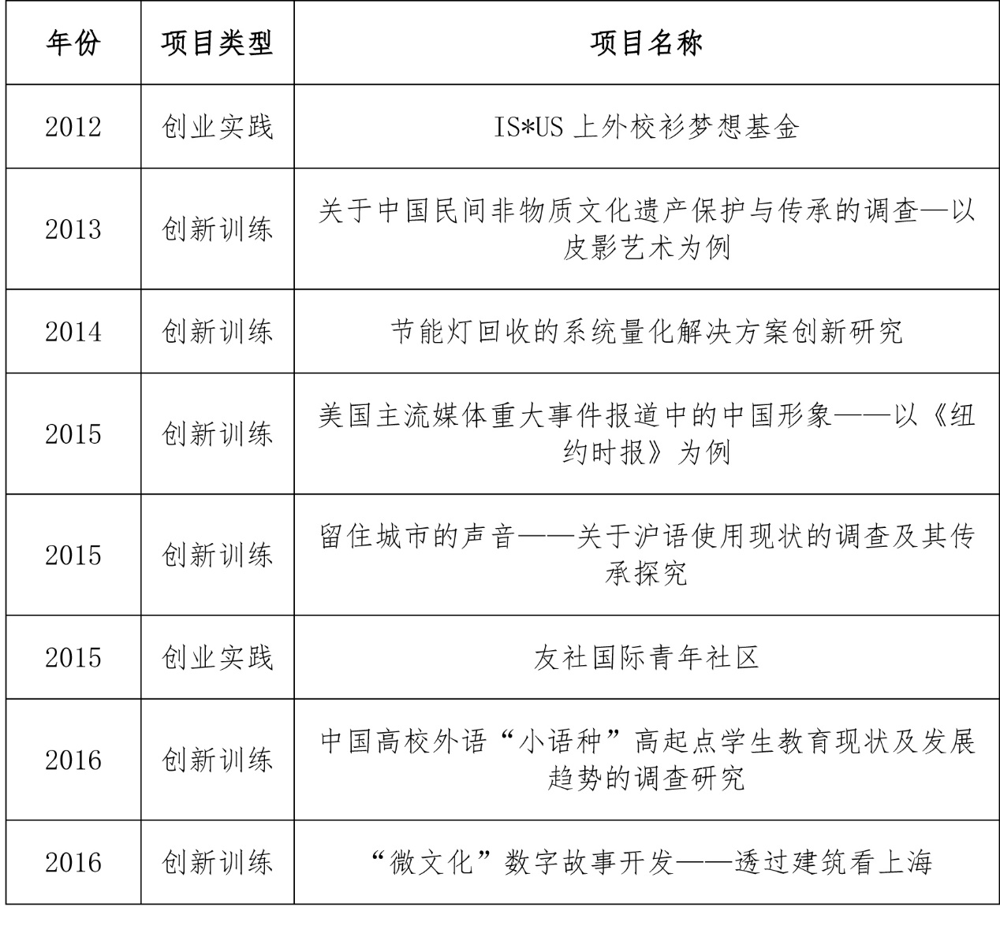 年份 项目类型 项目名称
2012 创业实践 IS*US 上外校衫梦想基金
2013 创新训练 关于中国民间非物质文化遗产保护与传承的调查—以
皮影艺术为例
2014 创新训练 节能灯回收的系统量化解决方案创新研究
2015 创新训练 美国主流媒体重大事件报道中的中国形象——以《纽
约时报》为例
2015 创新训练 留住城市的声音——关于沪语使用现状的调查及其传
承探究
2015 创业实践 友社国际青年社区
2016 创新训练 中国高校外语“小语种”高起点学生教育现状及发展
趋势的调查研究
2016 创新训练 “微文化”数字故事开发——透过建筑看上海